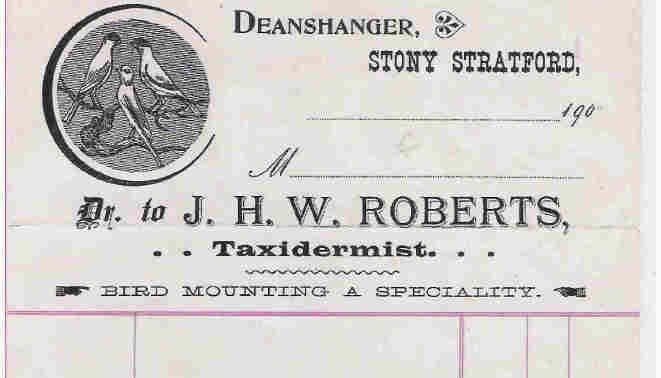 DEANSHANGER,
STONY STRATFORD,
190
M
Dr. to J. H. W. ROBERTS,
. . Taxidermist. . .
BIRD MOUNTING A SPECIALITY.